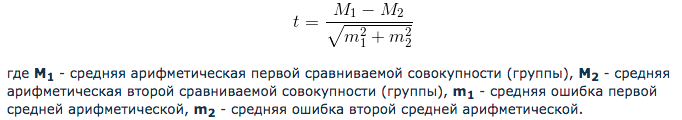 t = \frac{M_1 - M_2}{\sqrt{m_1^2 + m_2^2}}
где M₁ - средняя арифметическая первой сравниваемой совокупности (группы), M₂ - средняя
арифметическая второй сравниваемой совокупности (группы), m₁ - средняя ошибка первой
средней арифметической, m₂ - средняя ошибка второй средней арифметической.